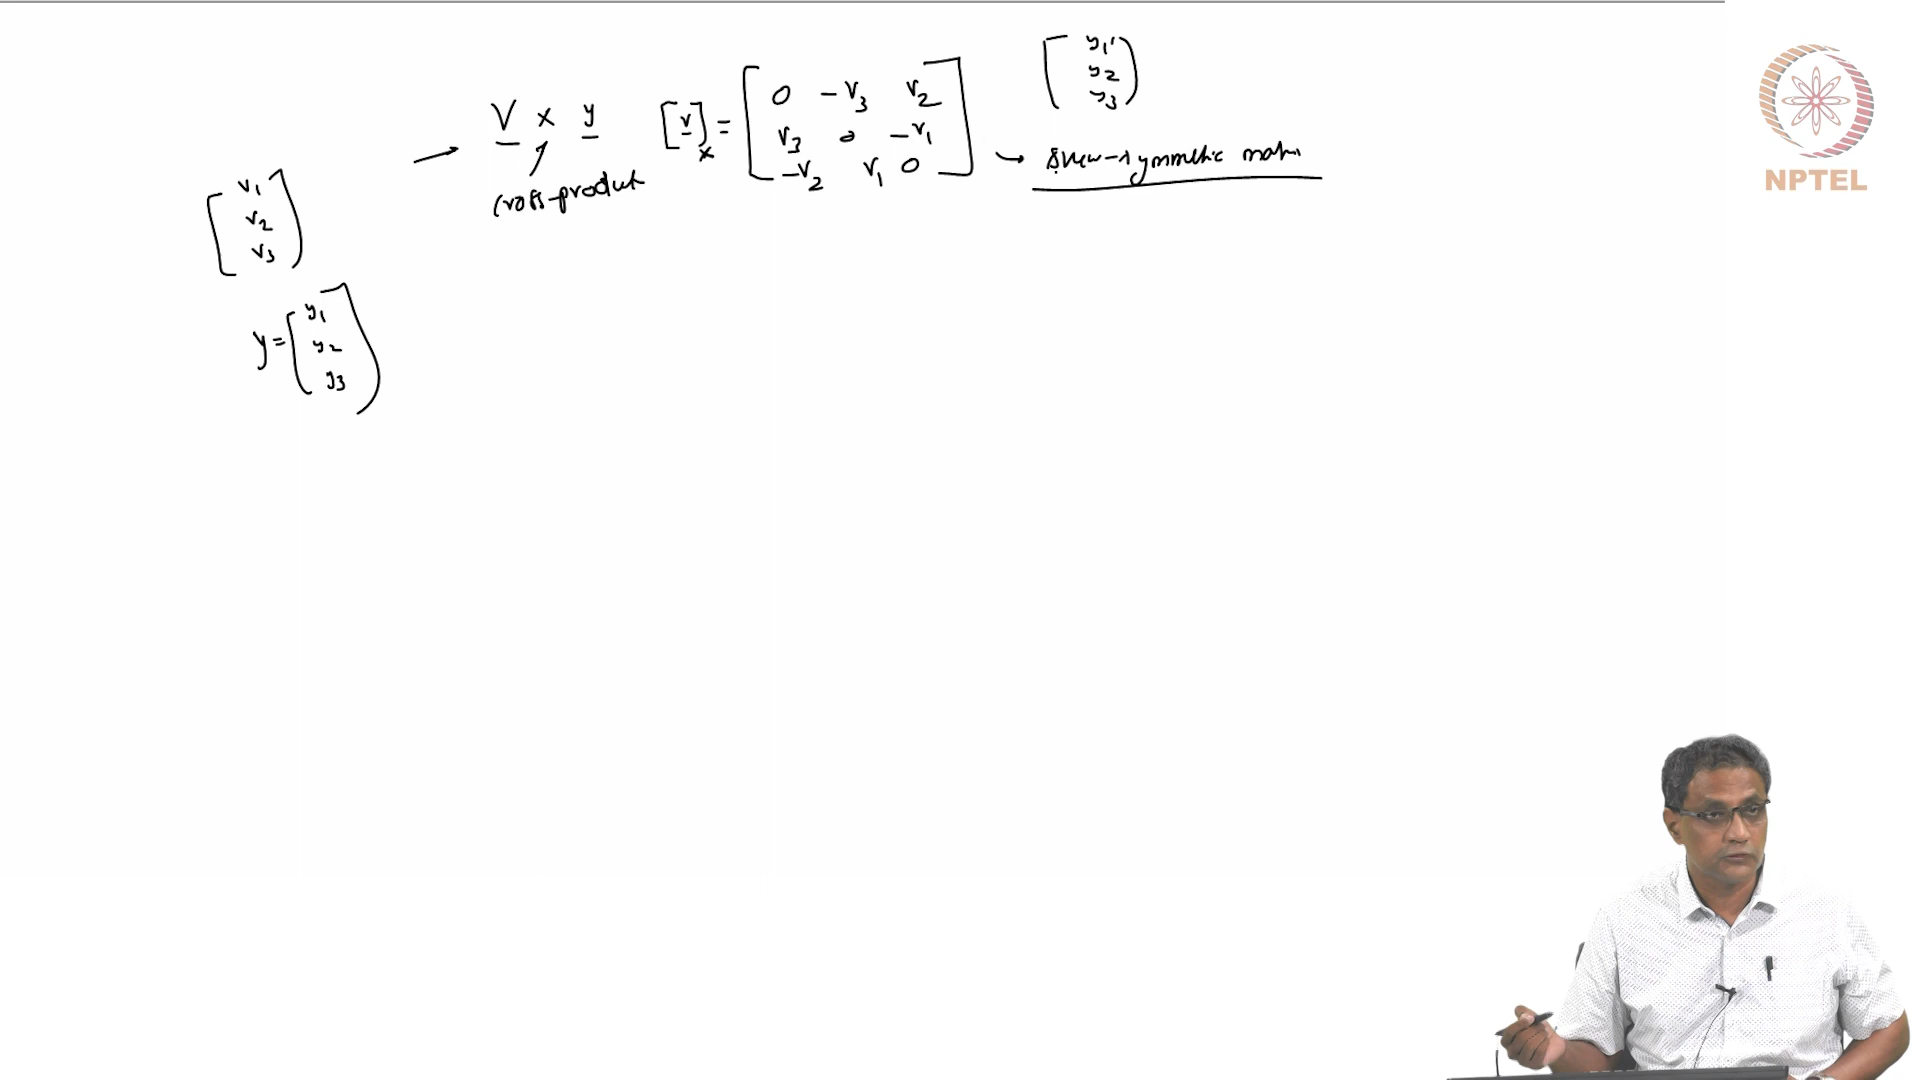 V x y [v]x = [ 0 -v3 v2
v3 0 -v1
-v2 v1 0 ]
[ y1
y2
y3 ]
→ skew-symmetric
cross-product
[ v1
v2
v3 ]
y = [ y1
y2
y3 ]
NPTEL